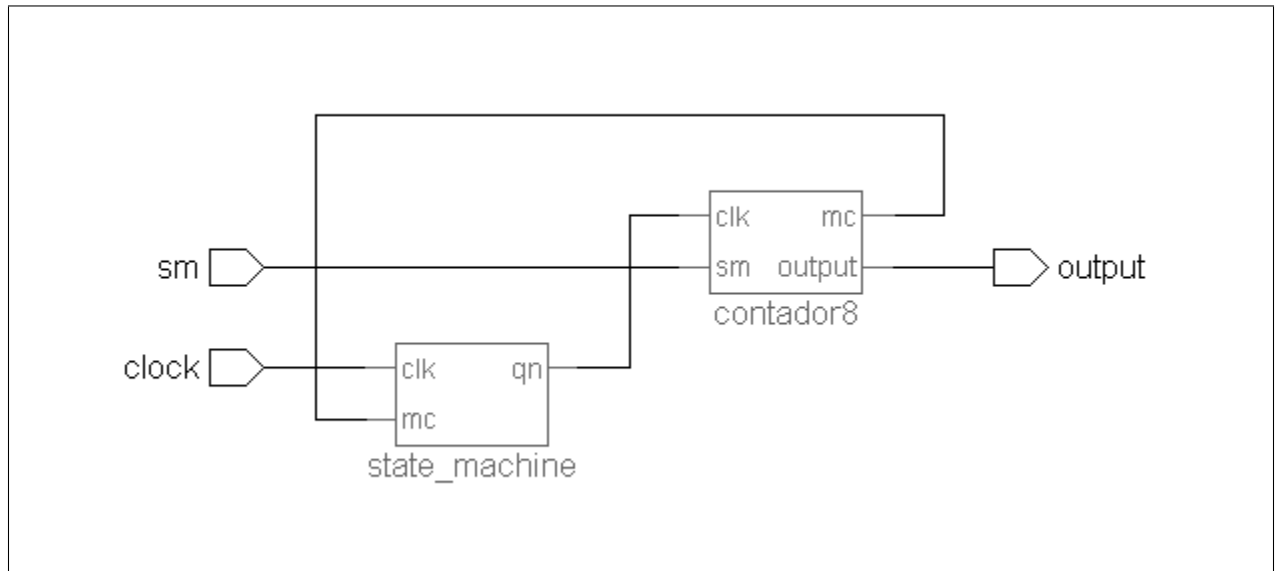 clk mc
sm sm output output
contador8
clock clk qn
mc
state_machine